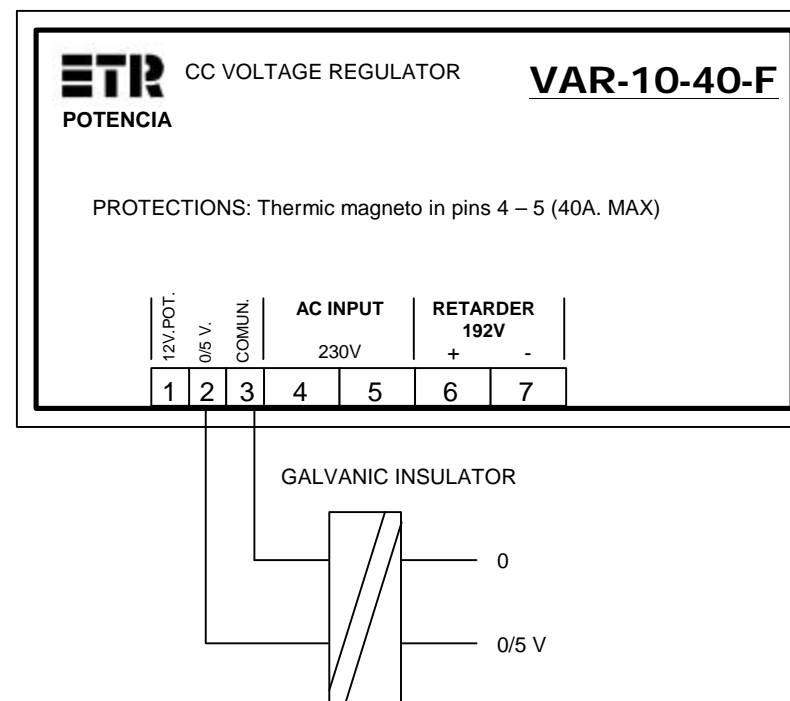 ETR CC VOLTAGE REGULATOR VAR-10-40-F
POTENCIA
PROTECTIONS: Thermic magneto in pins 4 – 5 (40A. MAX)
12V.POT. 0/5 V. COMUN. AC INPUT RETARDER
192V
230V + -
1 2 3 4 5 6 7
GALVANIC INSULATOR
0
0/5 V